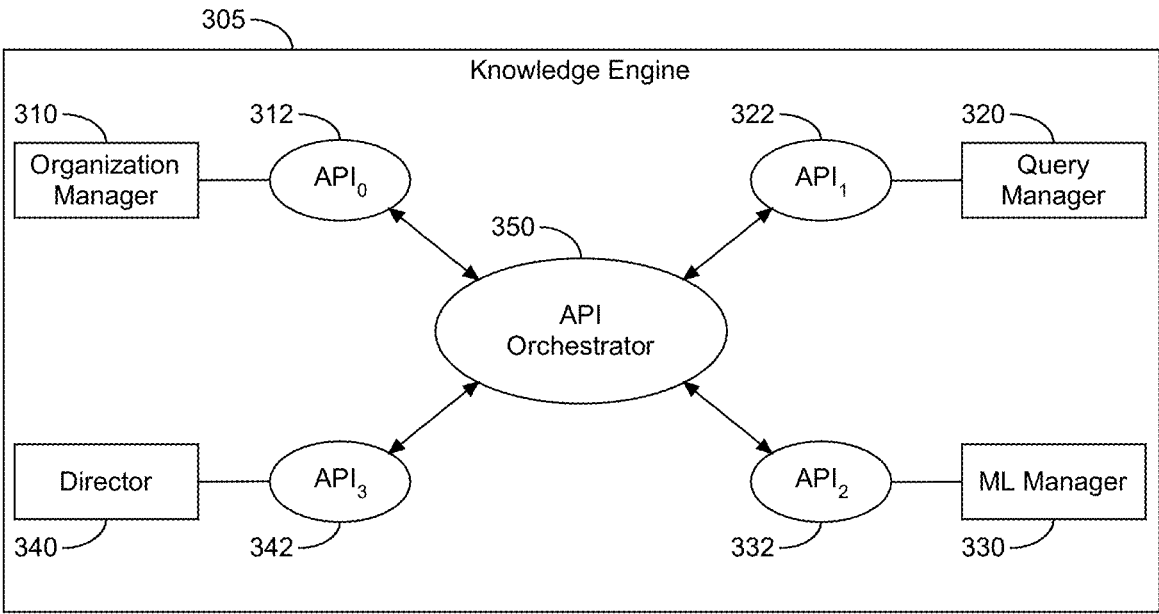 305
Knowledge Engine
310
312
322
320
Organization
Manager
API₀
API₁
Query
Manager
350
API
Orchestrator
Director
API₃
API₂
ML Manager
340
342
332
330